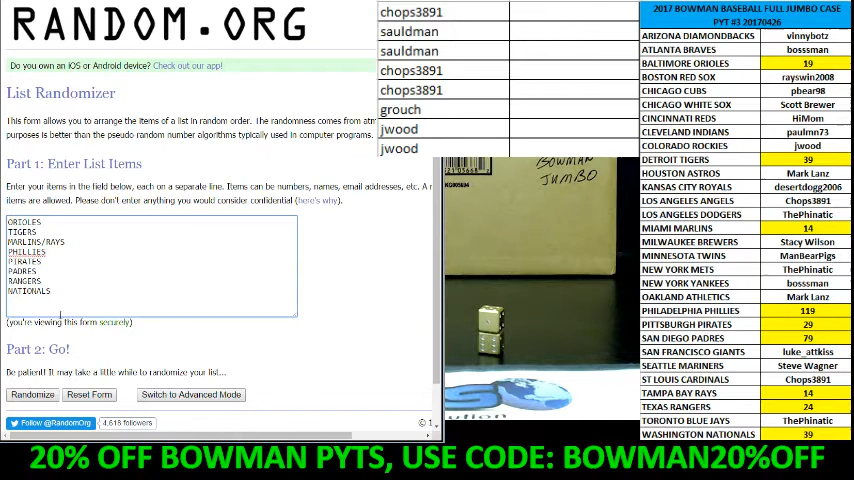 RANDOM.ORG
Do you own an iOS or Android device? Check out our app!
List Randomizer
This form allows you to arrange the items of a list in random order. The randomness comes from atm
purposes is better than the pseudo random number algorithms typically used in computer programs.
Part 1: Enter List Items
Enter your items in the field below, each on a separate line. Items can be numbers, names, email addresses, etc. A
items are allowed. Please don't enter anything you would consider confidential (here's why).
ORIOLES
TIGERS
MARLINS/RAYS
PHILLIES
PIRATES
PADRES
RANGERS
NATIONALS
(you're viewing this form securely)
Part 2: Go!
Be patient! It may take a little while to randomize your list...
Randomize
Reset Form
Switch to Advanced Mode
Follow @RandomOrg
4,618 followers
© 1
chops3891
sauldman
sauldman
chops3891
chops3891
grouch
jwood
jwood
BOWMAN
JUMBO
2017 BOWMAN BASEBALL FULL JUMBO CASE
PYT #3 20170426
ARIZONA DIAMONDBACKS vinnybotz
ATLANTA BRAVES bosssman
BALTIMORE ORIOLES 19
BOSTON RED SOX rayswin2008
CHICAGO CUBS pbear98
CHICAGO WHITE SOX Scott Brewer
CINCINNATI REDS HiMom
CLEVELAND INDIANS paulmn73
COLORADO ROCKIES jwood
DETROIT TIGERS 39
HOUSTON ASTROS Mark Lanz
KANSAS CITY ROYALS desertdogg2006
LOS ANGELES ANGELS Chops3891
LOS ANGELES DODGERS ThePhinatic
MIAMI MARLINS 14
MILWAUKEE BREWERS Stacy Wilson
MINNESOTA TWINS ManBearPigs
NEW YORK METS ThePhinatic
NEW YORK YANKEES bosssman
OAKLAND ATHLETICS Mark Lanz
PHILADELPHIA PHILLIES 119
PITTSBURGH PIRATES 29
SAN DIEGO PADRES 79
SAN FRANCISCO GIANTS luke_attkiss
SEATTLE MARINERS Steve Wagner
ST LOUIS CARDINALS Chops3891
TAMPA BAY RAYS 14
TEXAS RANGERS 24
TORONTO BLUE JAYS ThePhinatic
WASHINGTON NATIONALS 39
20% OFF BOWMAN PYTS, USE CODE: BOWMAN20%OFF